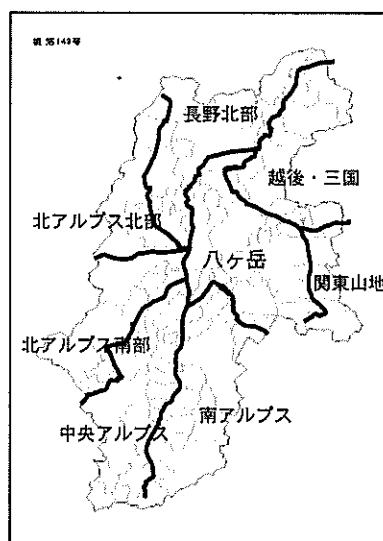 長野北部
越後・三国
北アルプス北部
八ヶ岳
関東山地
北アルプス南部
南アルプス
中央アルプス